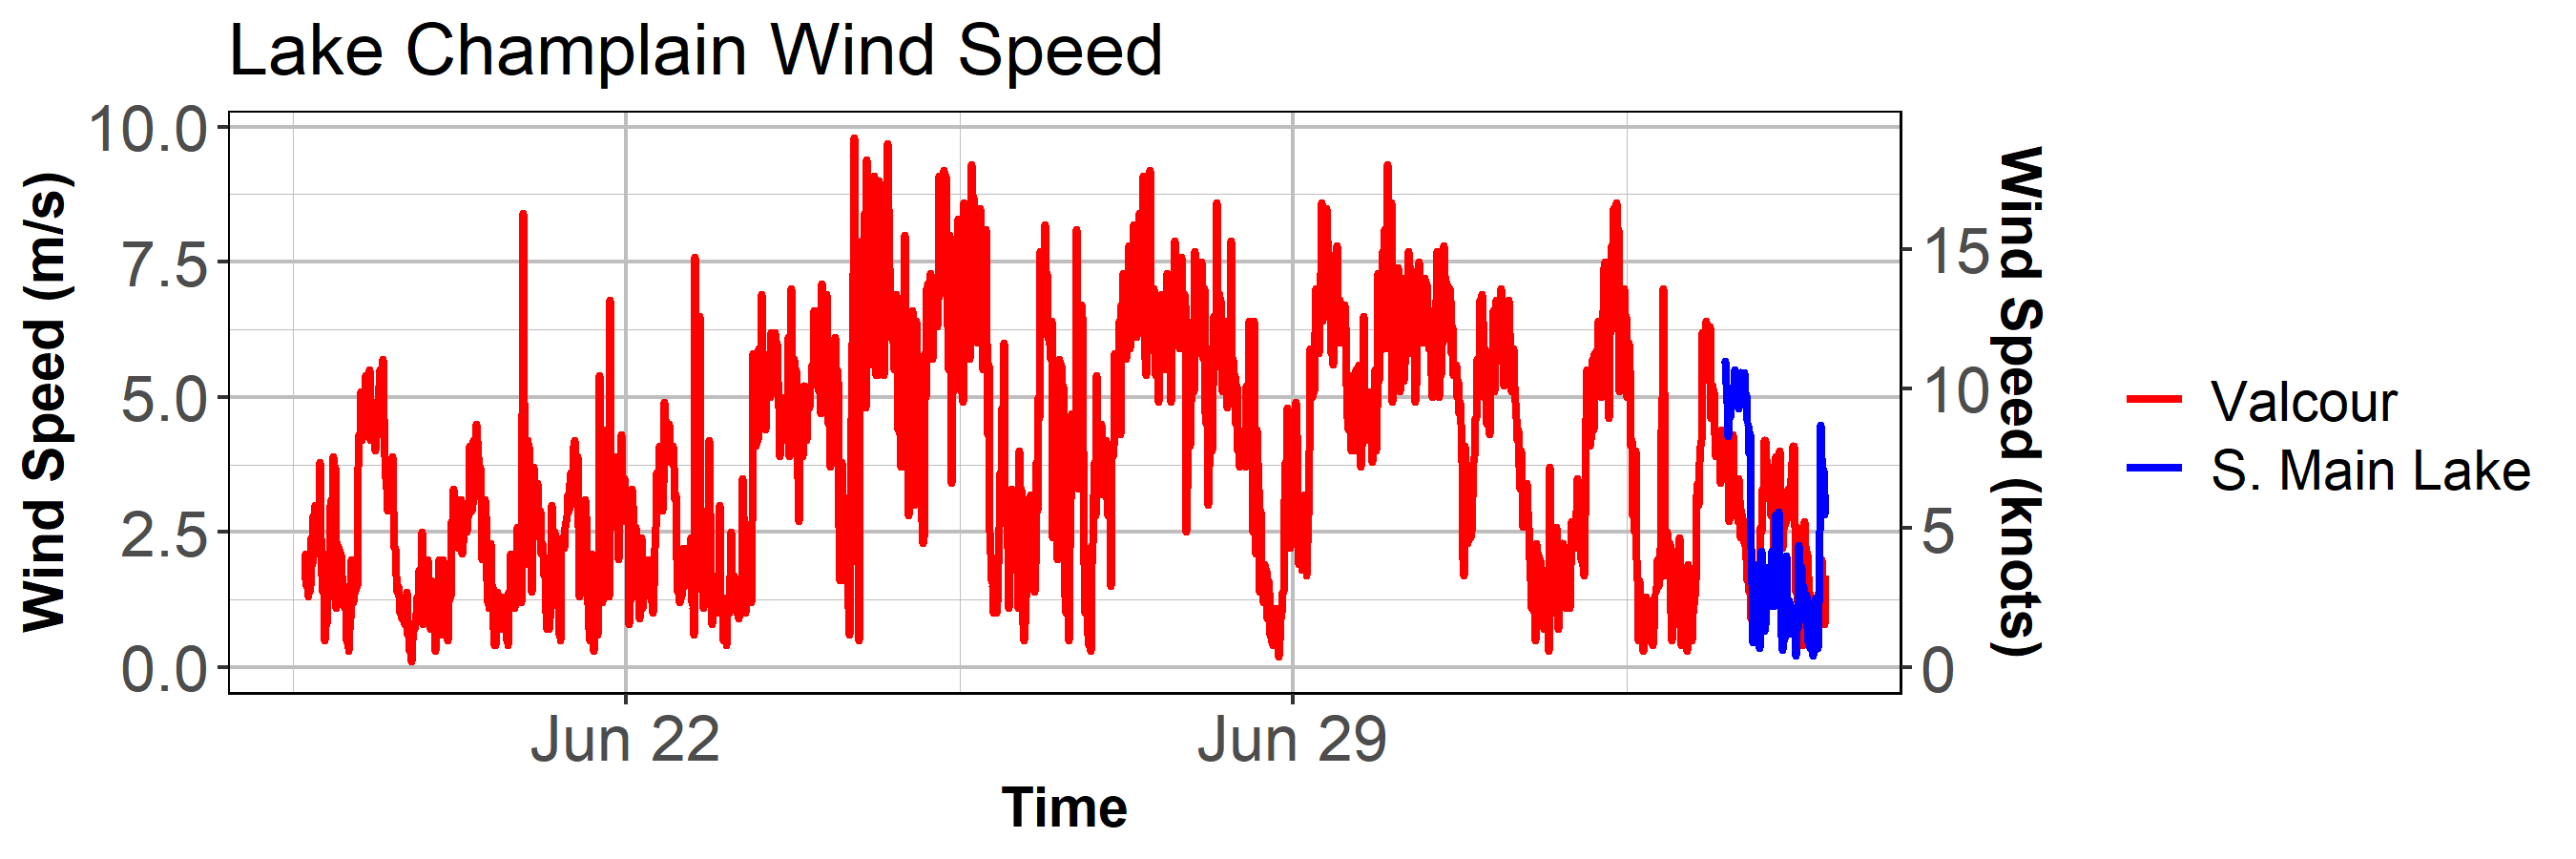 Lake Champlain Wind Speed
Wind Speed (m/s)
10.0
7.5
5.0
2.5
0.0
Jun 22
Jun 29
Time
15
10
5
0
Wind Speed (knots)
Valcour
S. Main Lake